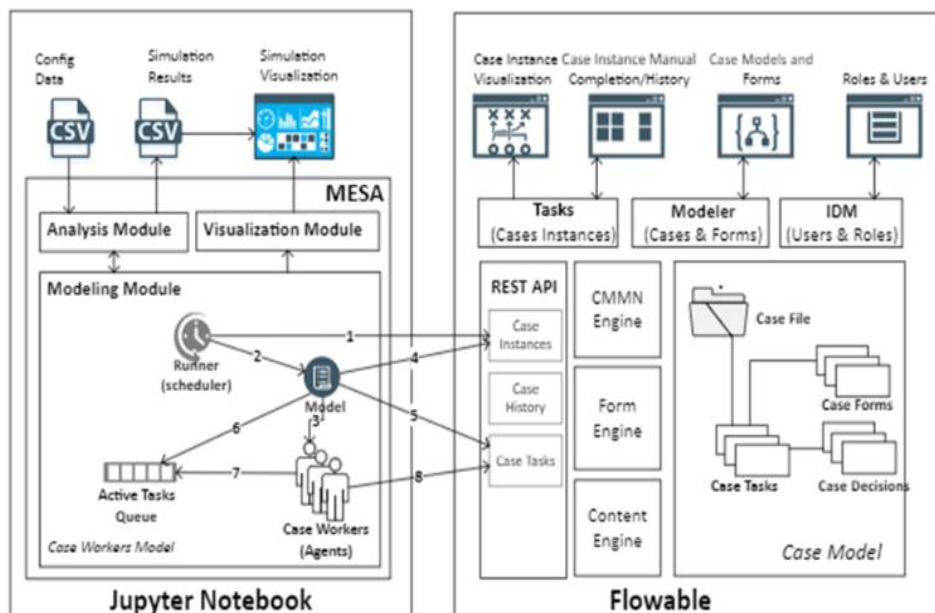 Config
Data
Simulation
Results
Simulation
Visualization
CSV
CSV
MESA
Analysis Module
Visualization Module
Modeling Module
Runner
(scheduler)
Model
Active Tasks
Queue
Case Workers
(Agents)
Case Workers Model
Jupyter Notebook
1
2
3
4
5
6
7
8
Case Instance
Visualization
Case Instance Manual
Completion/History
Case Models and
Forms
Roles & Users
Tasks
(Cases Instances)
Modeler
(Cases & Forms)
IDM
(Users & Roles)
REST API
Case
Instances
Case
History
Case Tasks
CMMN
Engine
Form
Engine
Content
Engine
Case File
Case Forms
Case Tasks
Case Decisions
Case Model
Flowable